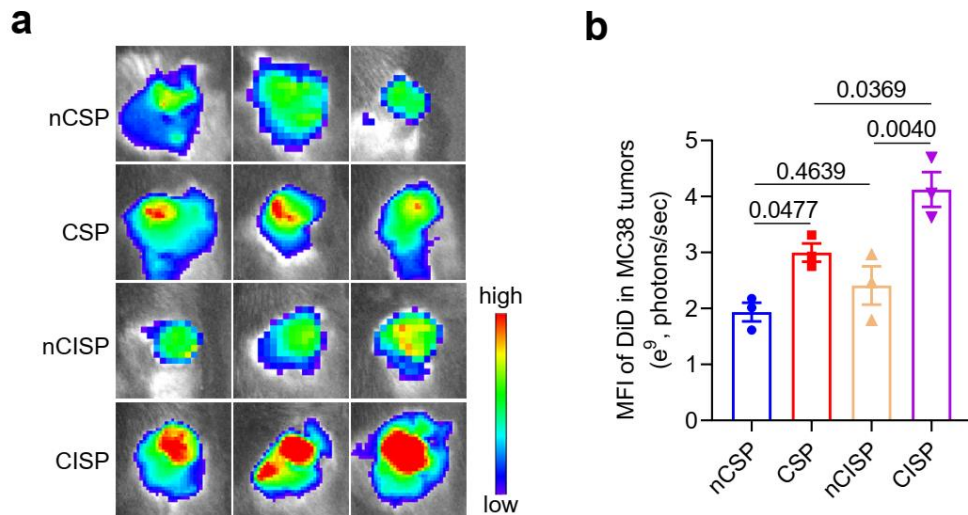 a
nCSP
CSP
nCISP
CISP
high
low
b
0.0369
0.4639
0.0040
0.0477
MFI of DiD in MC38 tumors
(e⁹, photons/sec)
5
4
3
2
1
0
nCSP
CSP
nCISP
CISP